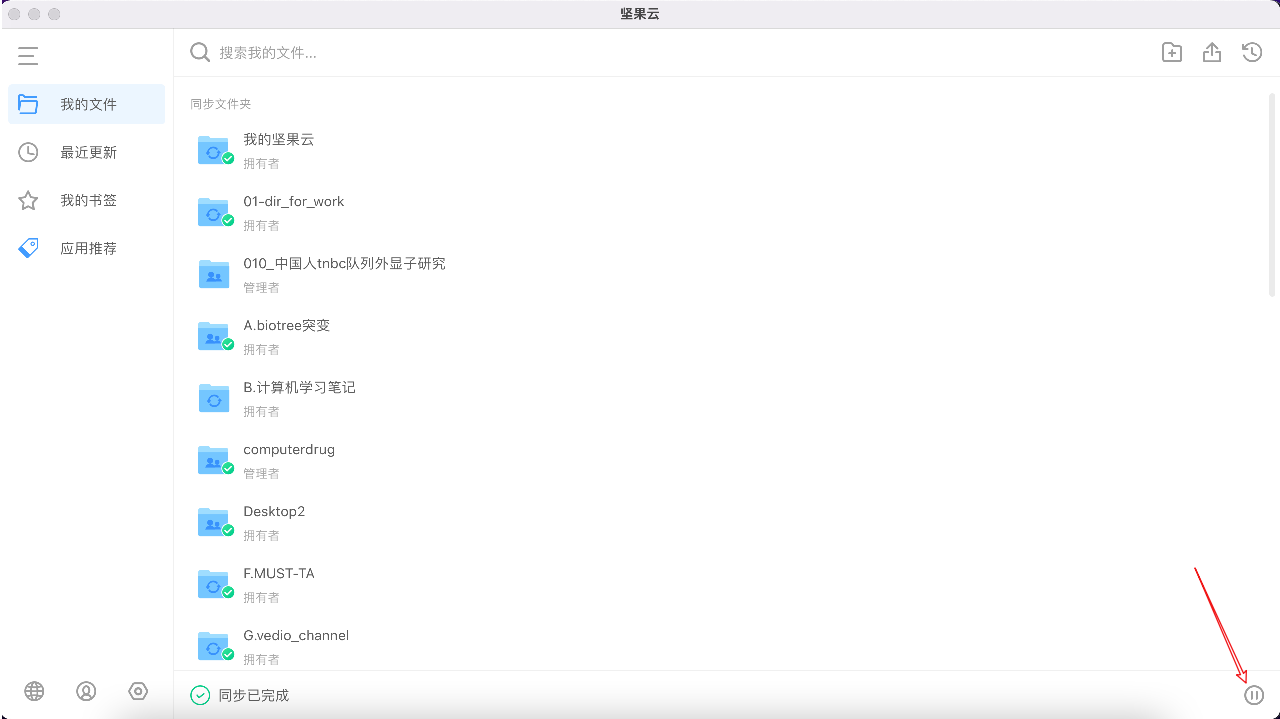 坚果云
搜索我的文件...
我的文件
最近更新
我的书签
应用推荐
同步文件夹
我的坚果云
拥有者
01-dir_for_work
拥有者
010_中国人tnbc队列外显子研究
管理者
A.biotree突变
拥有者
B.计算机学习笔记
拥有者
computerdrug
管理者
Desktop2
拥有者
F.MUST-TA
拥有者
G.vedio_channel
拥有者
同步已完成